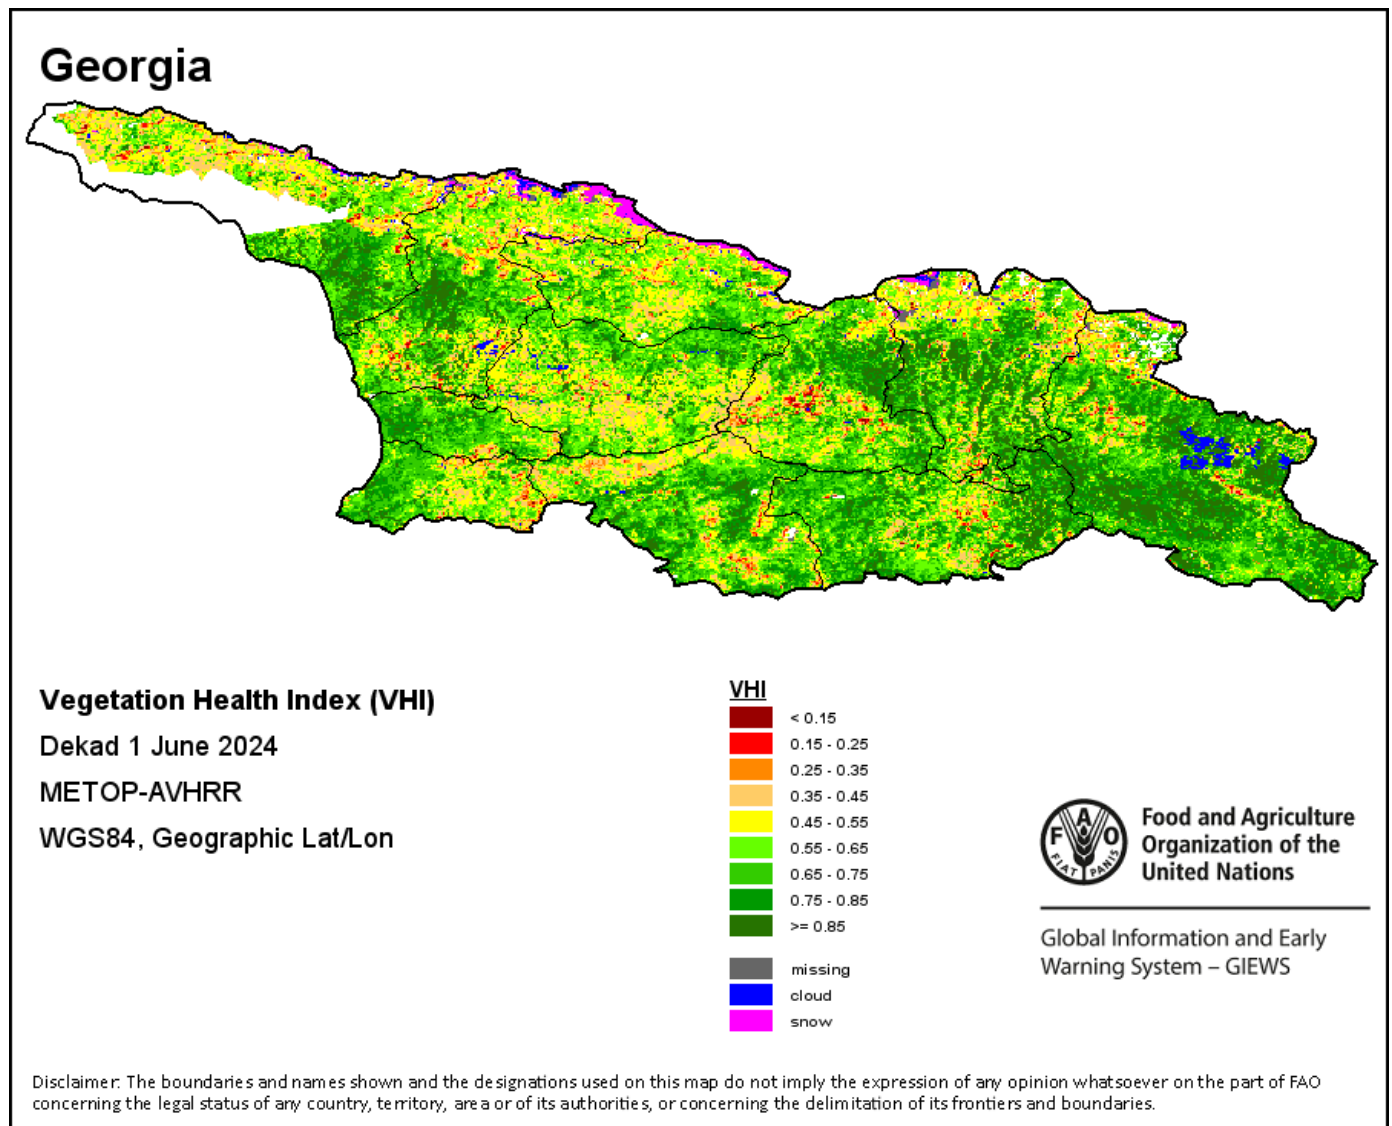 Georgia
Vegetation Health Index (VHI)
Dekad 1 June 2024
METOP-AVHRR
WGS84, Geographic Lat/Lon
VHI
< 0.15
0.15 - 0.25
0.25 - 0.35
0.35 - 0.45
0.45 - 0.55
0.55 - 0.65
0.65 - 0.75
0.75 - 0.85
>= 0.85
missing
cloud
snow
F A O
FIAT PANIS
Food and Agriculture
Organization of the
United Nations
Global Information and Early
Warning System – GIEWS
Disclaimer: The boundaries and names shown and the designations used on this map do not imply the expression of any opinion whatsoever on the part of FAO
concerning the legal status of any country, territory, area or of its authorities, or concerning the delimitation of its frontiers and boundaries.